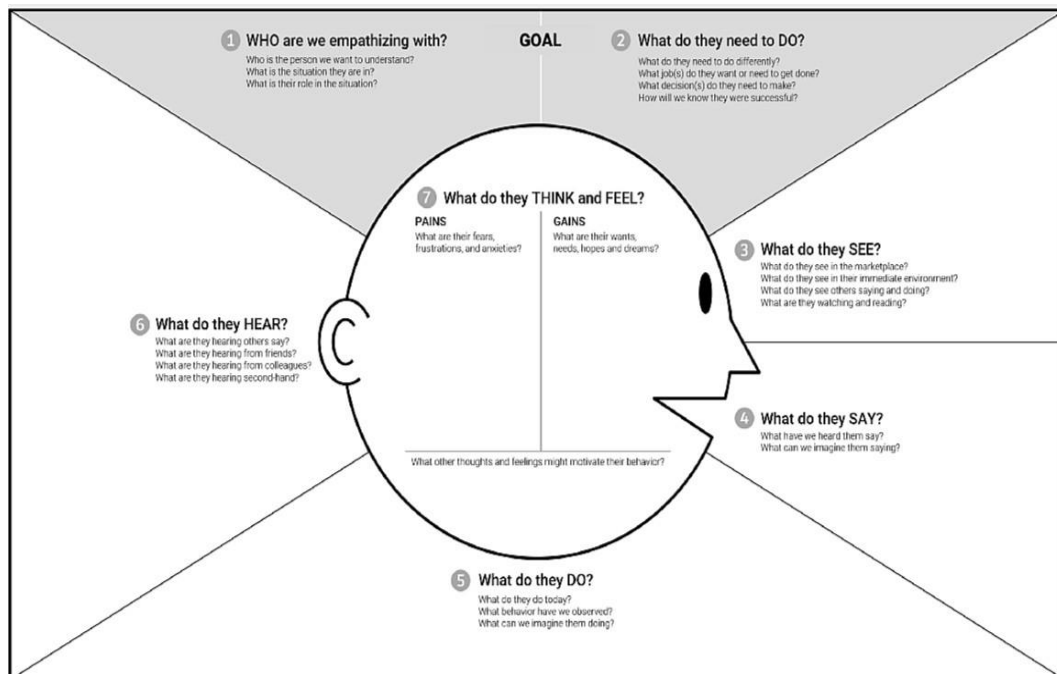 1 WHO are we empathizing with?
Who is the person we want to understand?
What is the situation they are in?
What is their role in the situation?
GOAL
2 What do they need to DO?
What do they need to do differently?
What job(s) do they want or need to get done?
What decision(s) do they need to make?
How will we know they were successful?
3 What do they SEE?
What do they see in the marketplace?
What do they see in their immediate environment?
What do they see others saying and doing?
What are they watching and reading?
4 What do they SAY?
What have we heard them say?
What can we imagine them saying?
5 What do they DO?
What do they do today?
What behavior have we observed?
What can we imagine them doing?
6 What do they HEAR?
What are they hearing others say?
What are they hearing from friends?
What are they hearing from colleagues?
What are they hearing second-hand?
7 What do they THINK and FEEL?
PAINS
What are their fears,
frustrations, and anxieties?
GAINS
What are their wants,
needs, hopes and dreams?
What other thoughts and feelings might motivate their behavior?